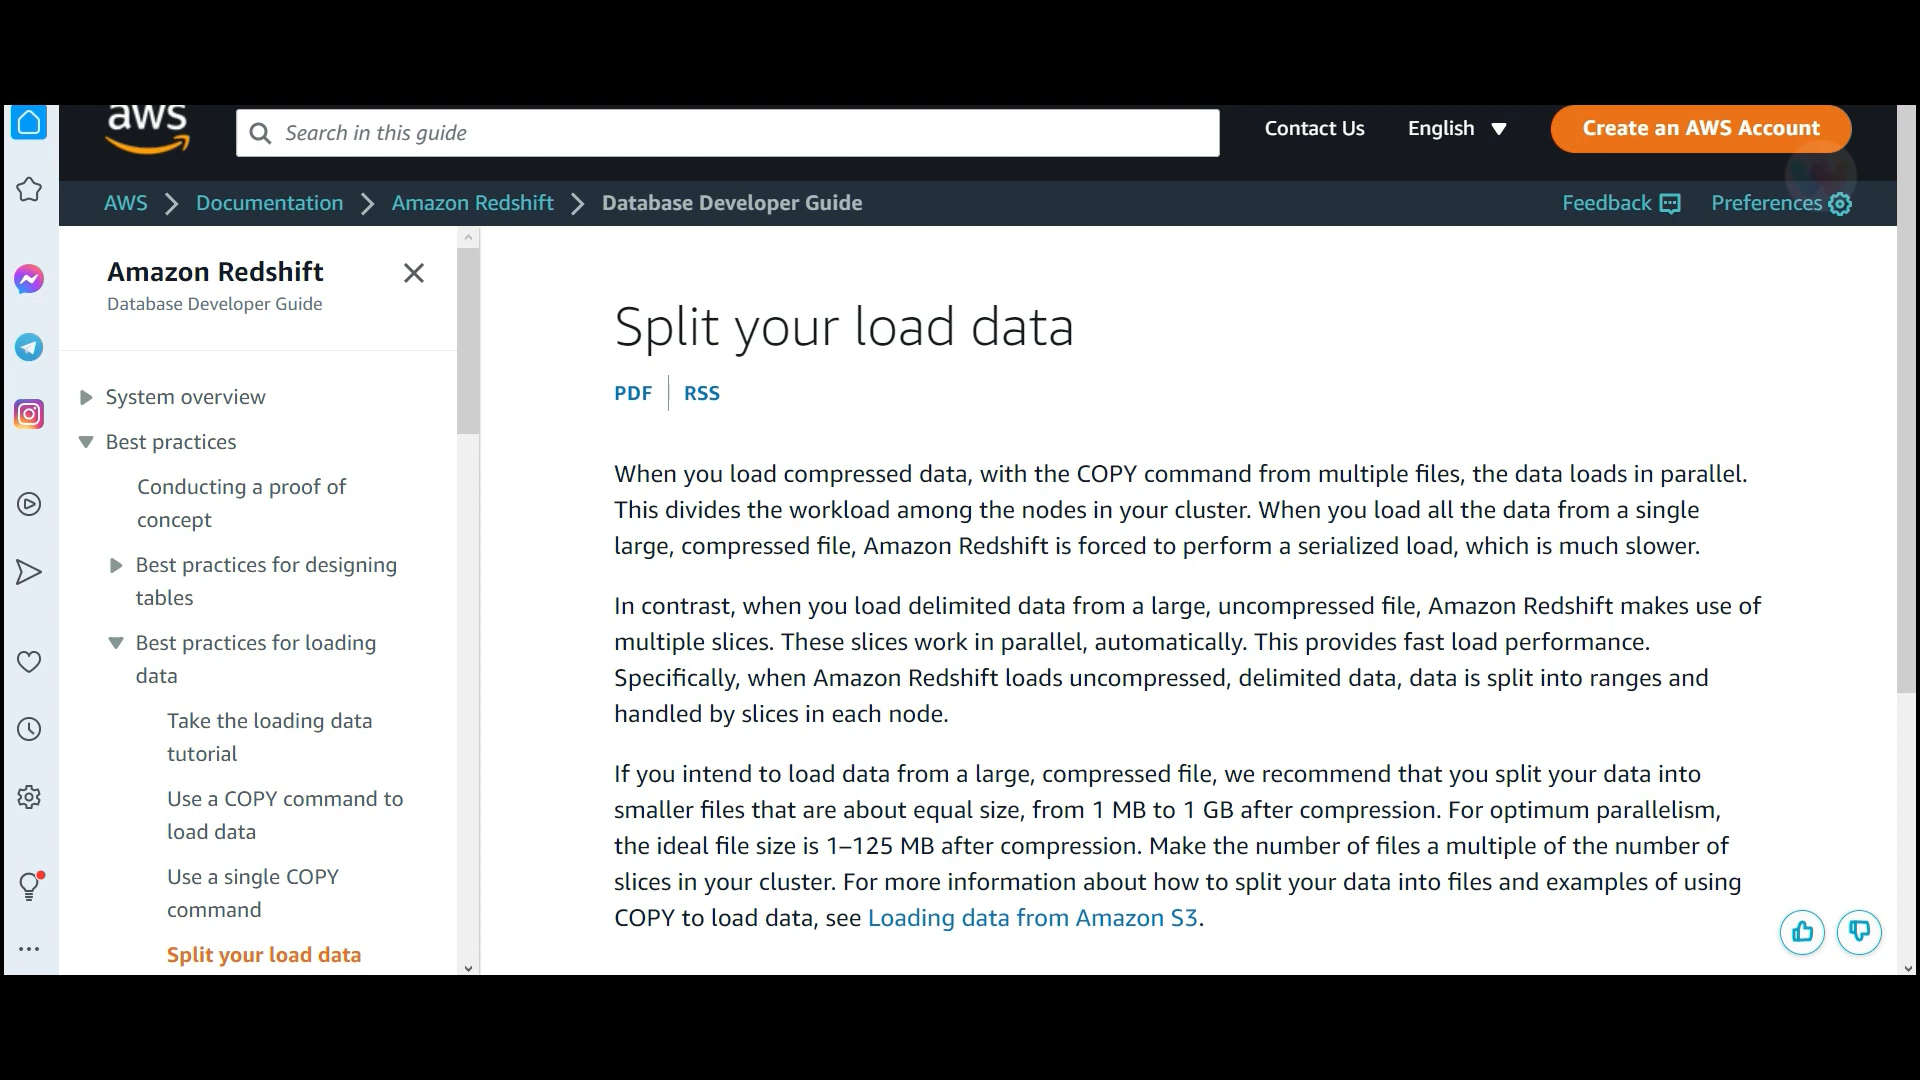 aws
Search in this guide
Contact Us
English
Create an AWS Account
AWS
Documentation
Amazon Redshift
Database Developer Guide
Feedback
Preferences
Amazon Redshift
Database Developer Guide
System overview
Best practices
Conducting a proof of
concept
Best practices for designing
tables
Best practices for loading
data
Take the loading data
tutorial
Use a COPY command to
load data
Use a single COPY
command
Split your load data
Split your load data
PDF
RSS
When you load compressed data, with the COPY command from multiple files, the data loads in parallel.
This divides the workload among the nodes in your cluster. When you load all the data from a single
large, compressed file, Amazon Redshift is forced to perform a serialized load, which is much slower.
In contrast, when you load delimited data from a large, uncompressed file, Amazon Redshift makes use of
multiple slices. These slices work in parallel, automatically. This provides fast load performance.
Specifically, when Amazon Redshift loads uncompressed, delimited data, data is split into ranges and
handled by slices in each node.
If you intend to load data from a large, compressed file, we recommend that you split your data into
smaller files that are about equal size, from 1 MB to 1 GB after compression. For optimum parallelism,
the ideal file size is 1–125 MB after compression. Make the number of files a multiple of the number of
slices in your cluster. For more information about how to split your data into files and examples of using
COPY to load data, see Loading data from Amazon S3.